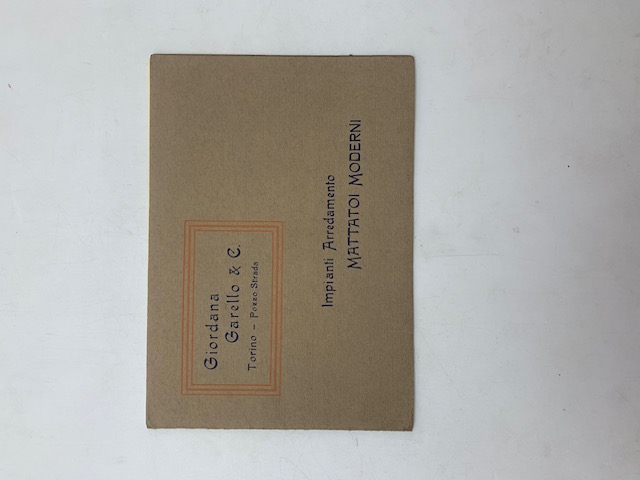 Giordana
Garello & C.
Torino - Pozzo Strada
Impianti Arredamento
MATTATOI MODERNI